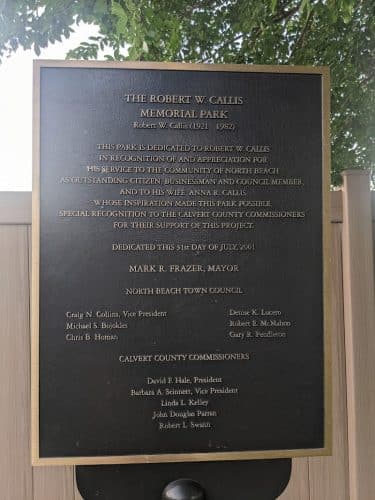 THE ROBERT W. CALLIS
MEMORIAL PARK
Robert W. Callis (1921 - 1982)
THIS PARK IS DEDICATED TO ROBERT W. CALLIS
IN RECOGNITION OF AND APPRECIATION FOR
HIS SERVICE TO THE COMMUNITY OF NORTH BEACH
AS OUTSTANDING CITIZEN, BUSINESSMAN AND COUNCIL MEMBER,
AND TO HIS WIFE, ANNA R. CALLIS
WHOSE INSPIRATION MADE THIS PARK POSSIBLE.
SPECIAL RECOGNITION TO THE CALVERT COUNTY COMMISSIONERS
FOR THEIR SUPPORT OF THIS PROJECT.
DEDICATED THIS 31st DAY OF JULY, 2001
MARK R. FRAZER, MAYOR
NORTH BEACH TOWN COUNCIL
Craig N. Collins, Vice President
Michael S. Bojokles
Chris B. Homan
Denise K. Lucero
Robert E. McMahon
Gary R. Pendleton
CALVERT COUNTY COMMISSIONERS
David F. Hale, President
Barbara A. Stinnett, Vice President
Linda L. Kelley
John Douglas Parran
Robert L. Swann